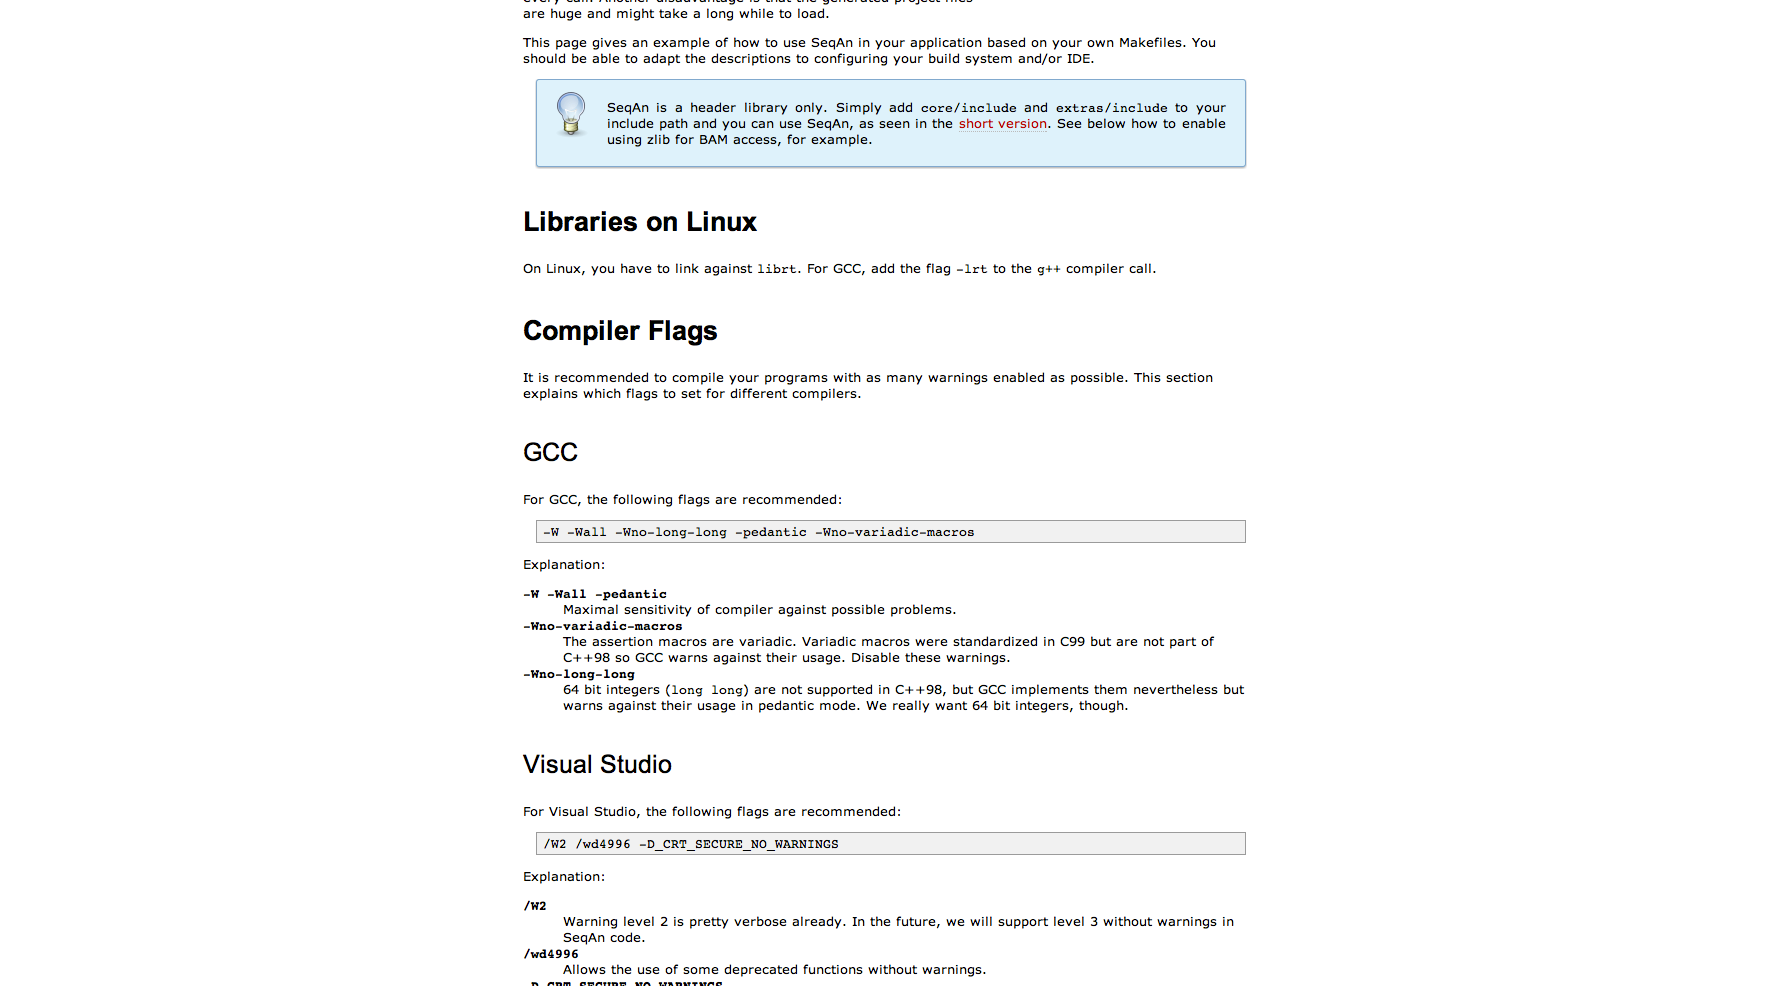 every call. Another disadvantage is that the generated project files
are huge and might take a long while to load.
This page gives an example of how to use SeqAn in your application based on your own Makefiles. You
should be able to adapt the descriptions to configuring your build system and/or IDE.
SeqAn is a header library only. Simply add core/include and extras/include to your
include path and you can use SeqAn, as seen in the short version. See below how to enable
using zlib for BAM access, for example.
Libraries on Linux
On Linux, you have to link against librt. For GCC, add the flag -lrt to the g++ compiler call.
Compiler Flags
It is recommended to compile your programs with as many warnings enabled as possible. This section
explains which flags to set for different compilers.
GCC
For GCC, the following flags are recommended:
-W -Wall -Wno-long-long -pedantic -Wno-variadic-macros
Explanation:
-W -Wall -pedantic
Maximal sensitivity of compiler against possible problems.
-Wno-variadic-macros
The assertion macros are variadic. Variadic macros were standardized in C99 but are not part of
C++98 so GCC warns against their usage. Disable these warnings.
-Wno-long-long
64 bit integers (long long) are not supported in C++98, but GCC implements them nevertheless but
warns against their usage in pedantic mode. We really want 64 bit integers, though.
Visual Studio
For Visual Studio, the following flags are recommended:
/W2 /wd4996 -D_CRT_SECURE_NO_WARNINGS
Explanation:
/W2
Warning level 2 is pretty verbose already. In the future, we will support level 3 without warnings in
SeqAn code.
/wd4996
Allows the use of some deprecated functions without warnings.
-D_CRT_SECURE_NO_WARNINGS